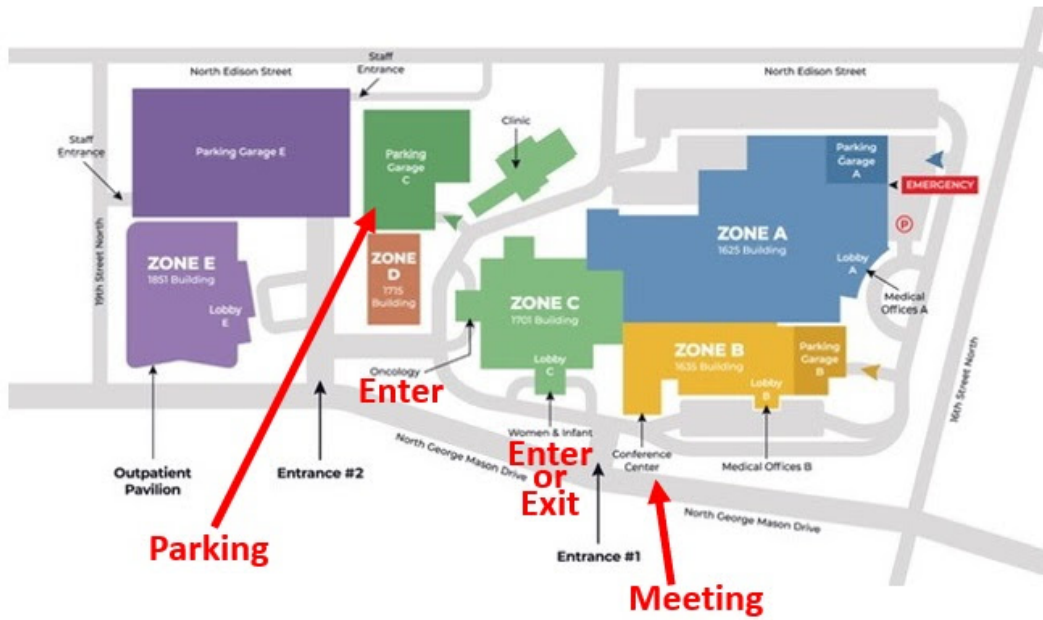 Staff
Entrance
North Edison Street
North Edison Street
Clinic
Staff
Entrance
Parking Garage E
Parking
Garage
C
Parking
Garage
A
EMERGENCY
P
ZONE A
1625 Building
ZONE E
1851 Building
ZONE
D
1715
Building
Lobby
A
19th Street North
Lobby
E
ZONE C
1701 Building
Medical
Offices A
ZONE B
1635 Building
Parking
Garage
B
Lobby
C
Oncology
Enter
Lobby
B
16th Street North
Women & Infant
Enter
or
Exit
Conference
Center
Medical Offices B
North George Mason Drive
Outpatient
Pavilion
Entrance #2
North George Mason Drive
Parking
Entrance #1
Meeting